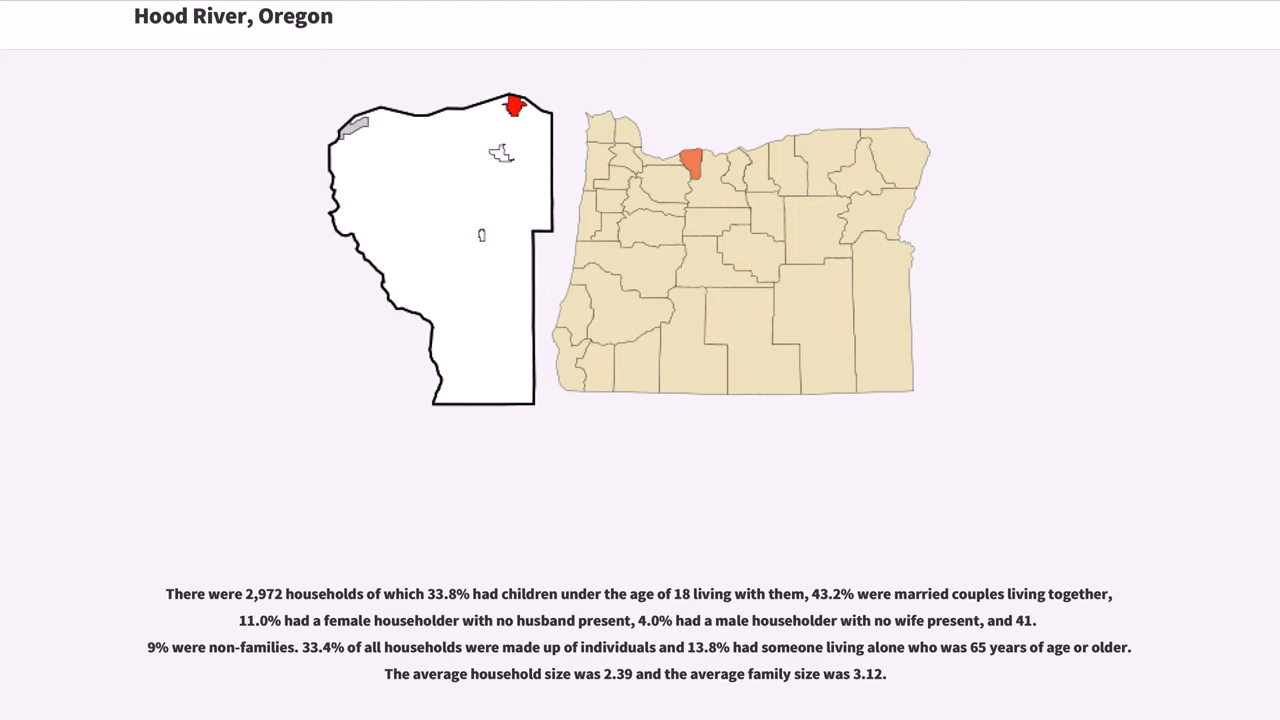 Hood River, Oregon
There were 2,972 households of which 33.8% had children under the age of 18 living with them, 43.2% were married couples living together,
11.0% had a female householder with no husband present, 4.0% had a male householder with no wife present, and 41.
9% were non-families. 33.4% of all households were made up of individuals and 13.8% had someone living alone who was 65 years of age or older.
The average household size was 2.39 and the average family size was 3.12.